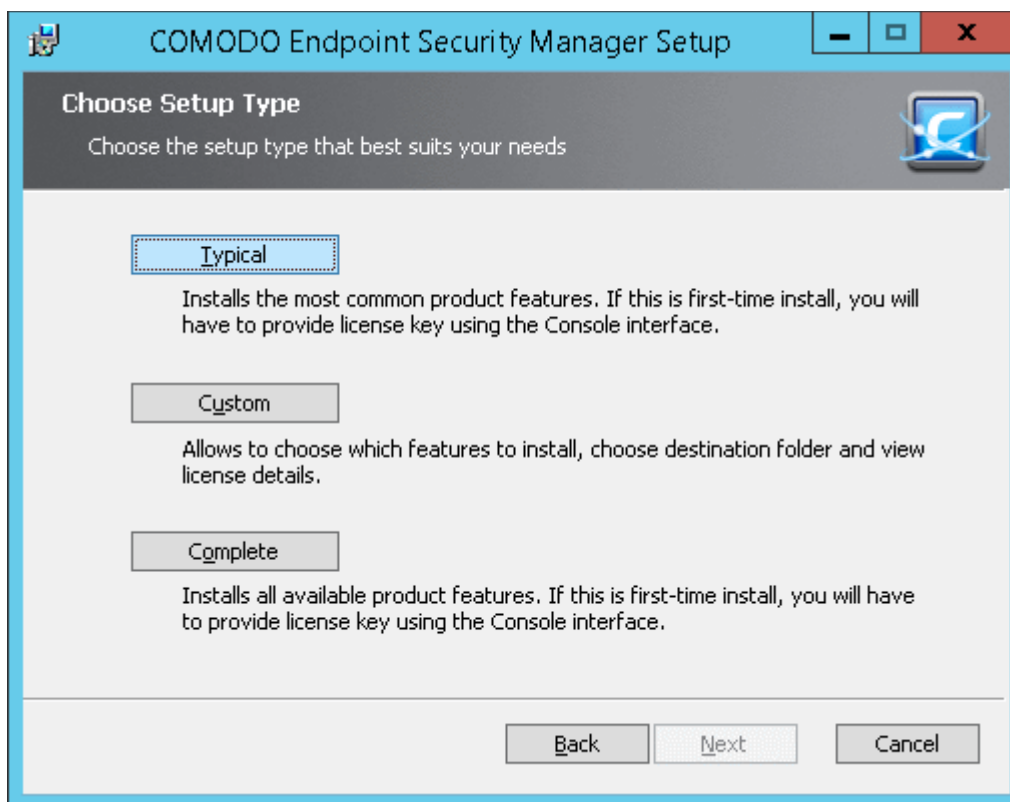 COMODO Endpoint Security Manager Setup
Choose Setup Type
Choose the setup type that best suits your needs
Typical
Installs the most common product features. If this is first-time install, you will
have to provide license key using the Console interface.
Custom
Allows to choose which features to install, choose destination folder and view
license details.
Complete
Installs all available product features. If this is first-time install, you will have
to provide license key using the Console interface.
Back
Next
Cancel